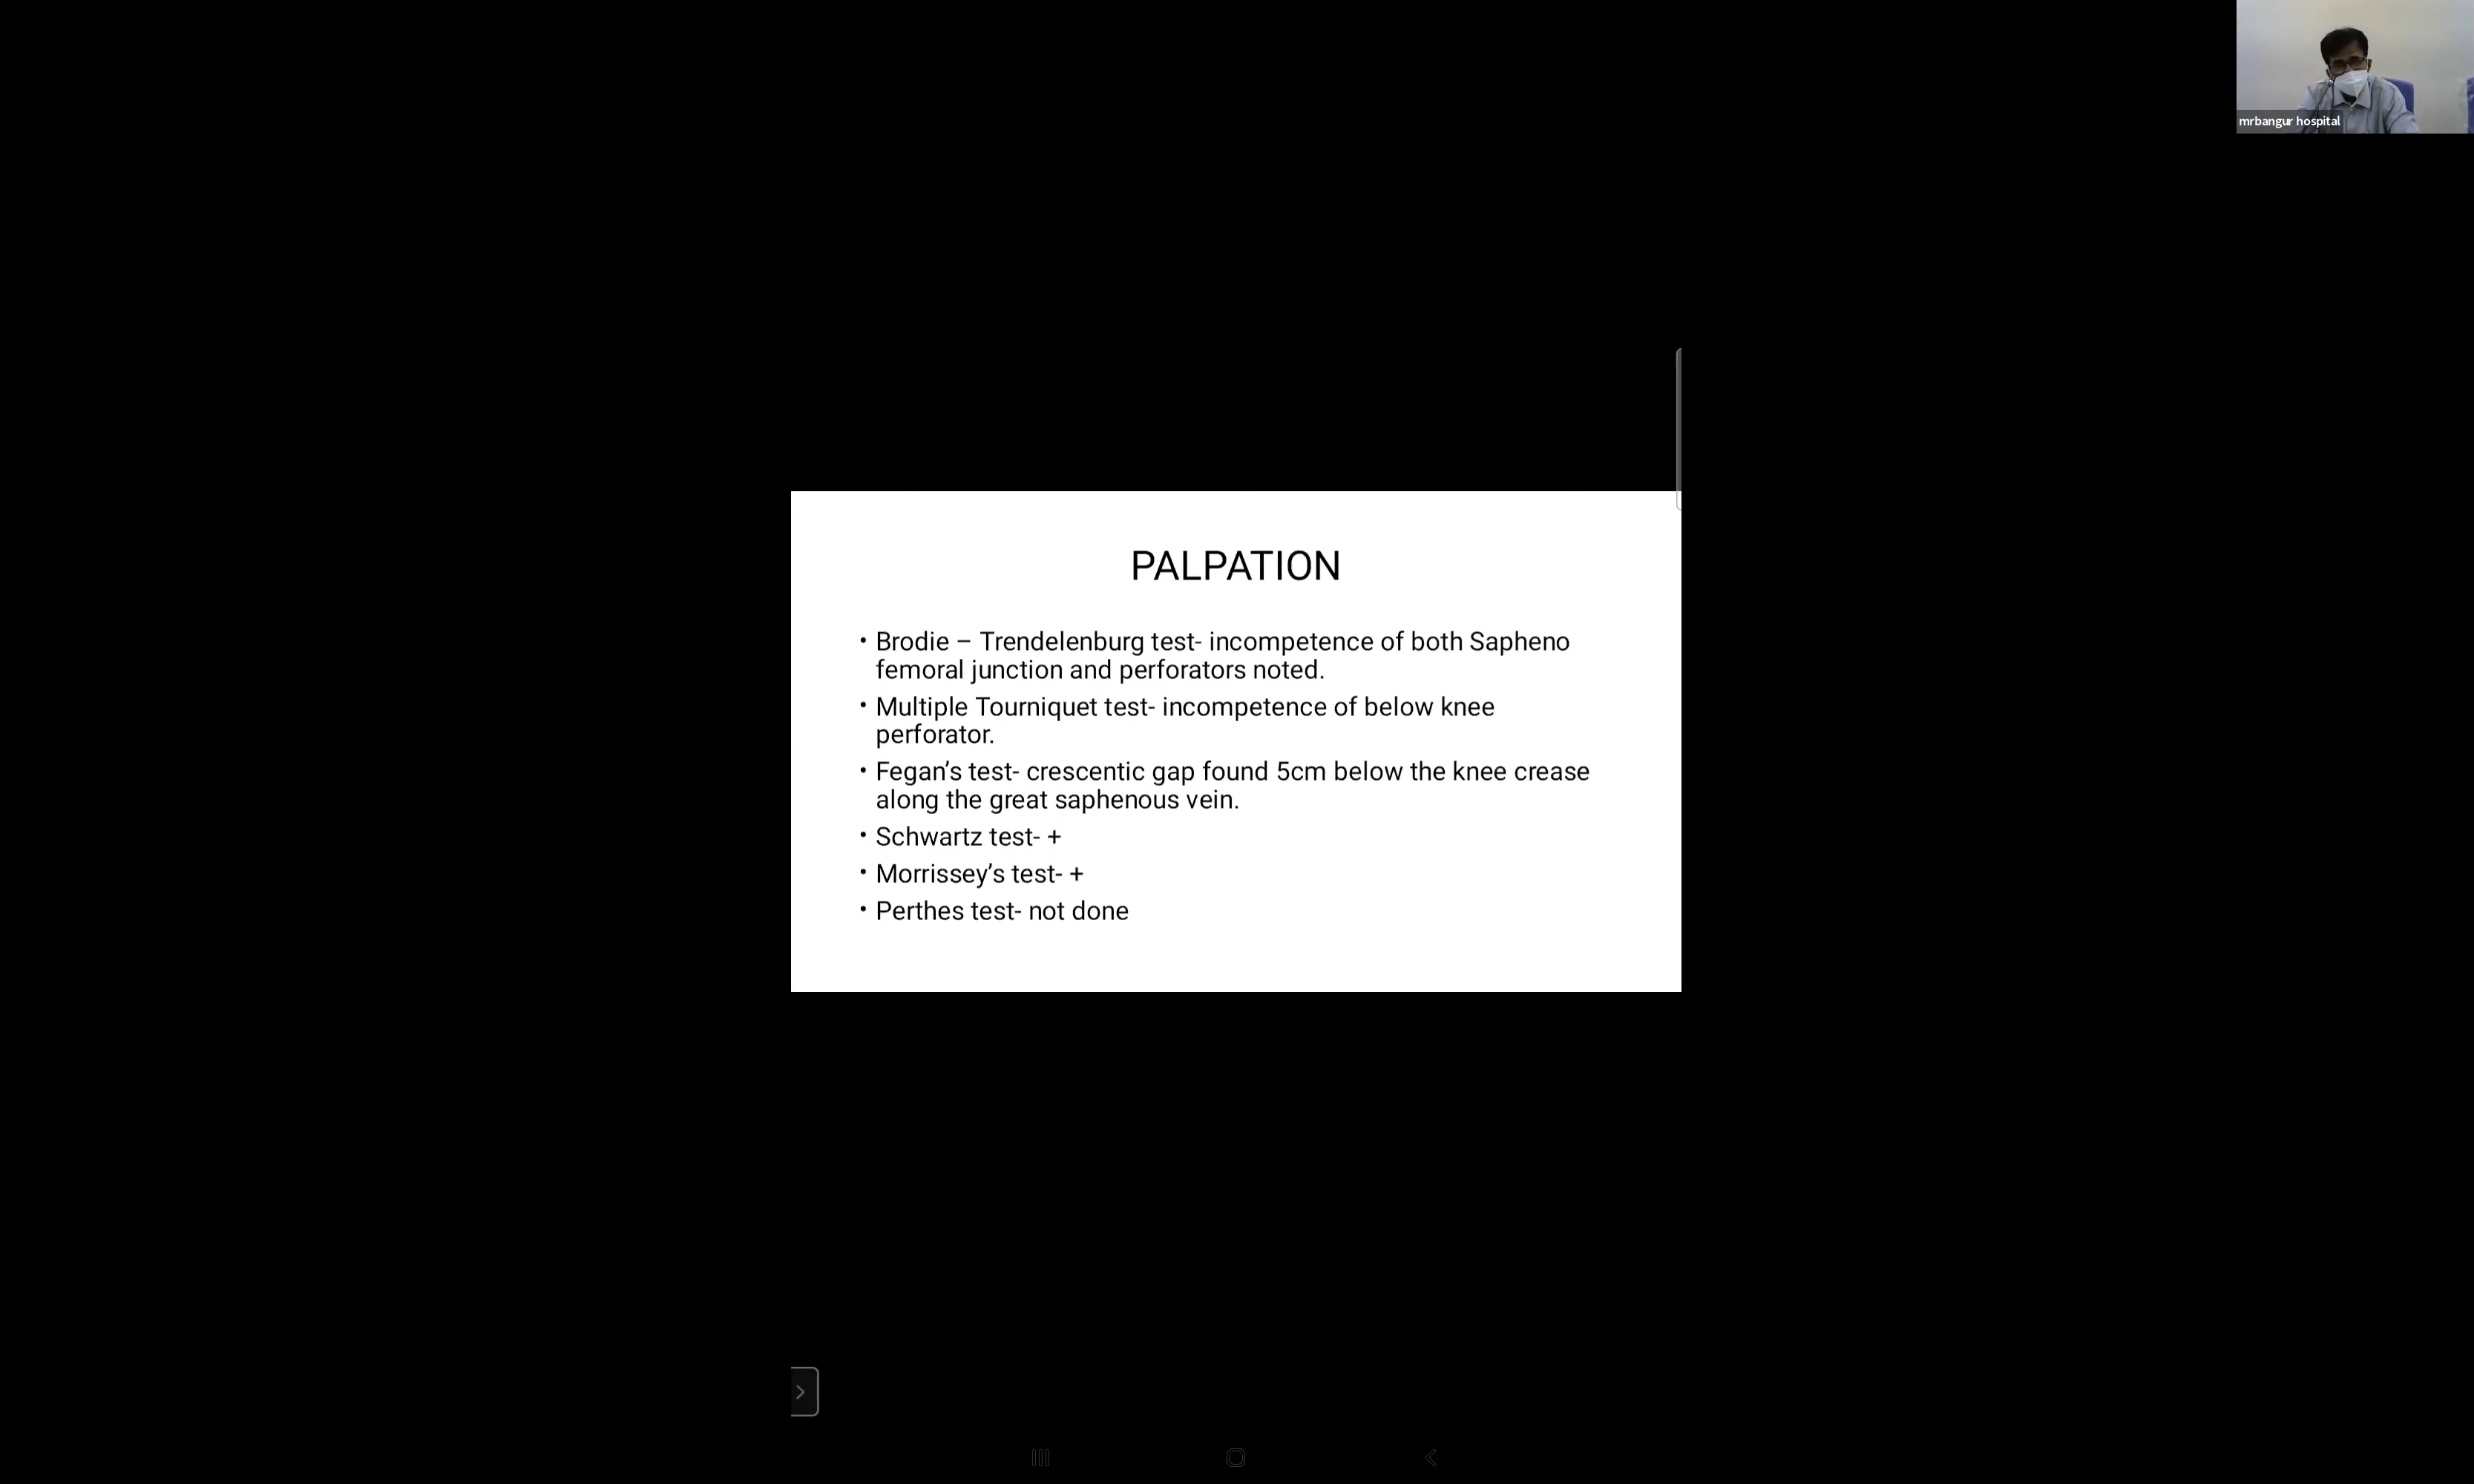 mrbangur hospital
PALPATION
• Brodie – Trendelenburg test- incompetence of both Sapheno
femoral junction and perforators noted.
• Multiple Tourniquet test- incompetence of below knee
perforator.
• Fegan’s test- crescentic gap found 5cm below the knee crease
along the great saphenous vein.
• Schwartz test- +
• Morrissey’s test- +
• Perthes test- not done